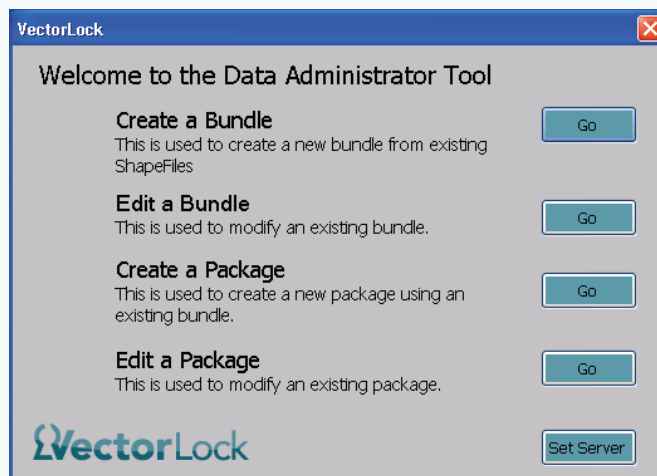 VectorLock
Welcome to the Data Administrator Tool
Create a Bundle
Go
This is used to create a new bundle from existing
ShapeFiles
Edit a Bundle
Go
This is used to modify an existing bundle.
Create a Package
Go
This is used to create a new package using an
existing bundle.
Edit a Package
Go
This is used to modify an existing package.
VectorLock
Set Server